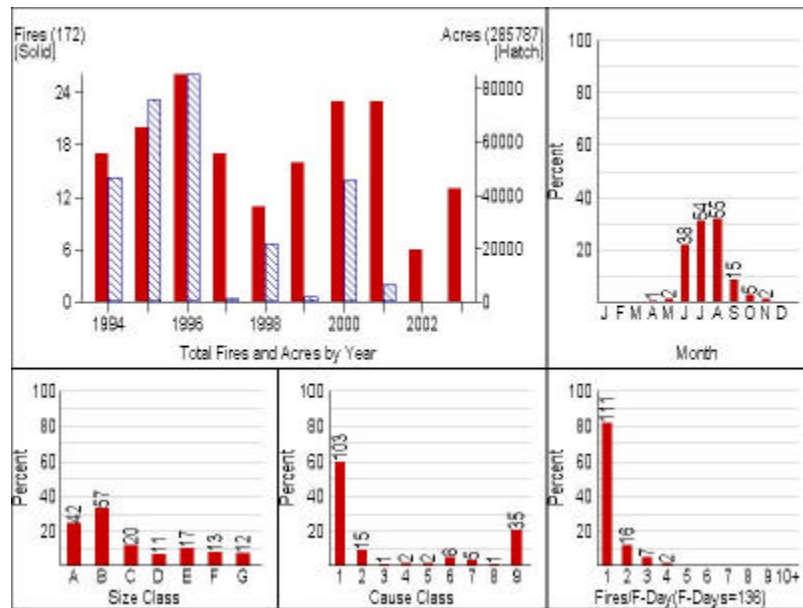 Fires (172)
(Solid)
Acres (285787)
(Hatch)
24
18
12
6
0
80000
60000
40000
20000
0
1994 1996 1998 2000 2002
Total Fires and Acres by Year
100
80
60
40
20
Percent
1 2 38 54 55 15 5 2
J F M A M J J A S O N D
Month
100
80
60
40
20
Percent
42 57 20 11 17 13 12
A B C D E F G
Size Class
100
80
60
40
20
Percent
103 15 1 2 2 8 5 1 35
1 2 3 4 5 6 7 8 9
Cause Class
100
80
60
40
20
Percent
111 16 7 2
1 2 3 4 5 6 7 8 9 10+
Fires/F-Day(F-Days=136)